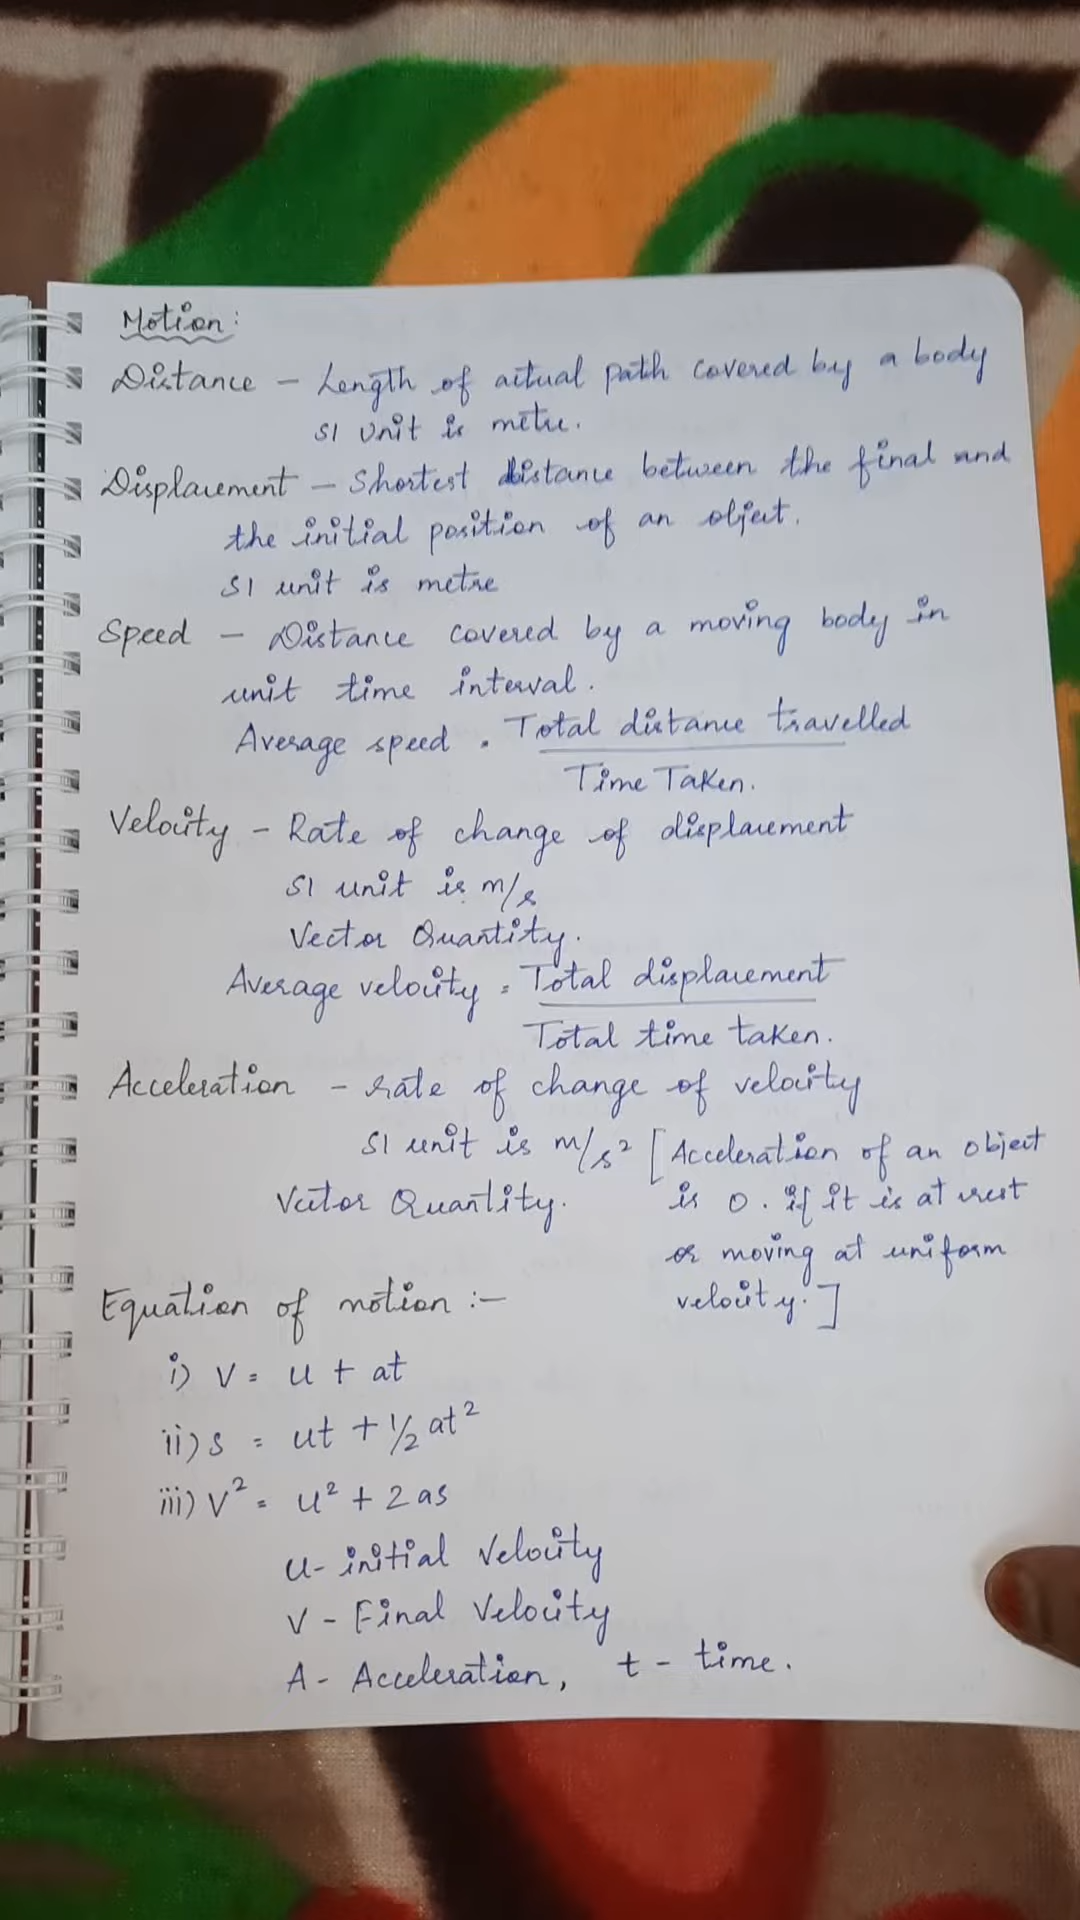 Motion:
Distance - Length of actual path covered by a body
SI unit is metre.
Displacement - Shortest distance between the final and
the initial position of an object.
SI unit is metre
Speed - Distance covered by a moving body in
unit time interval.
Average speed = Total distance travelled
Time Taken.
Velocity - Rate of change of displacement
SI unit is m/s
Vector Quantity.
Average velocity = Total displacement
Total time taken.
Acceleration - rate of change of velocity
SI unit is m/s² [Acceleration of an object
Vector Quantity. is 0. if it is at rest
or moving at uniform
velocity.]
Equation of motion :-
i) V = u + at
ii) s = ut + 1/2 at²
iii) V² = u² + 2as
u - initial velocity
V - Final Velocity
A - Acceleration, t - time.